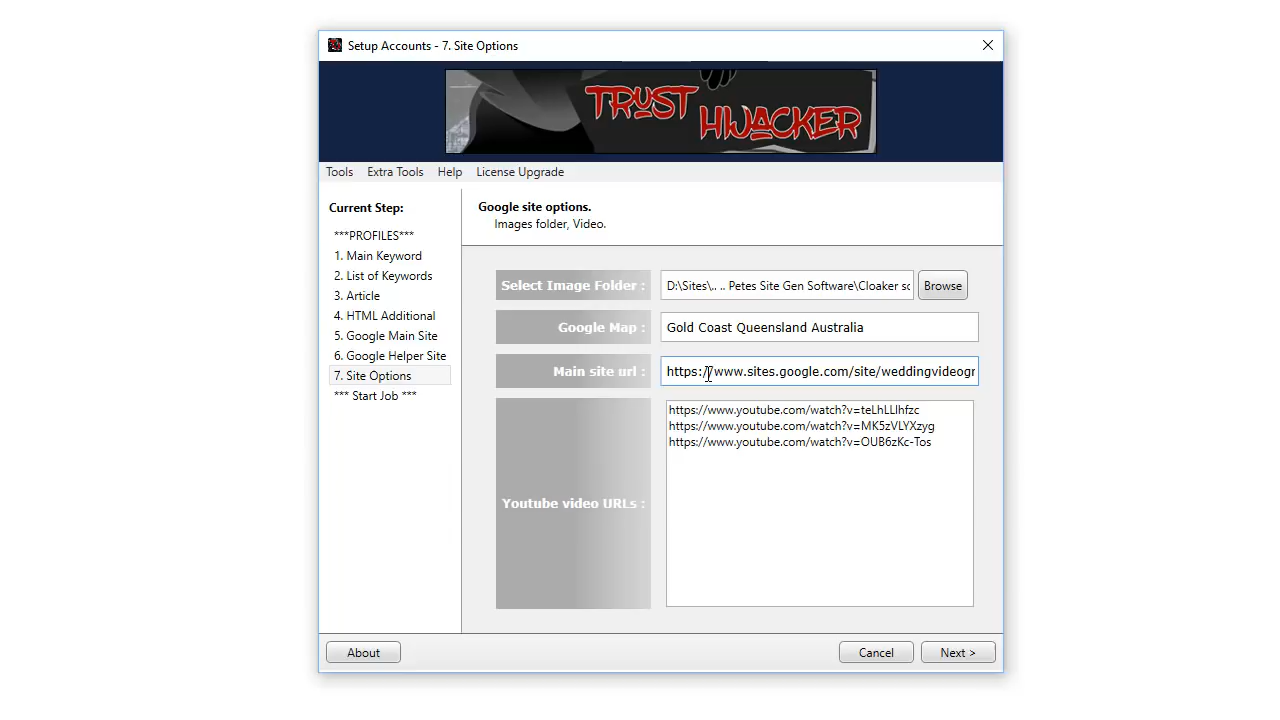 Setup Accounts - 7. Site Options
TRUST
HIJACKER
Tools Extra Tools Help License Upgrade
Current Step:
***PROFILES***
1. Main Keyword
2. List of Keywords
3. Article
4. HTML Additional
5. Google Main Site
6. Google Helper Site
7. Site Options
*** Start Job ***
Google site options.
Images folder, Video.
Select Image Folder : D:\Sites\.. .. Petes Site Gen Software\Cloaker sc Browse
Google Map : Gold Coast Queensland Australia
Main site url : https://www.sites.google.com/site/weddingvideogr
Youtube video URLs :
https://www.youtube.com/watch?v=teLhLLIhfzc
https://www.youtube.com/watch?v=MK5zVLYXzyg
https://www.youtube.com/watch?v=OUB6zKc-Tos
About Cancel Next >